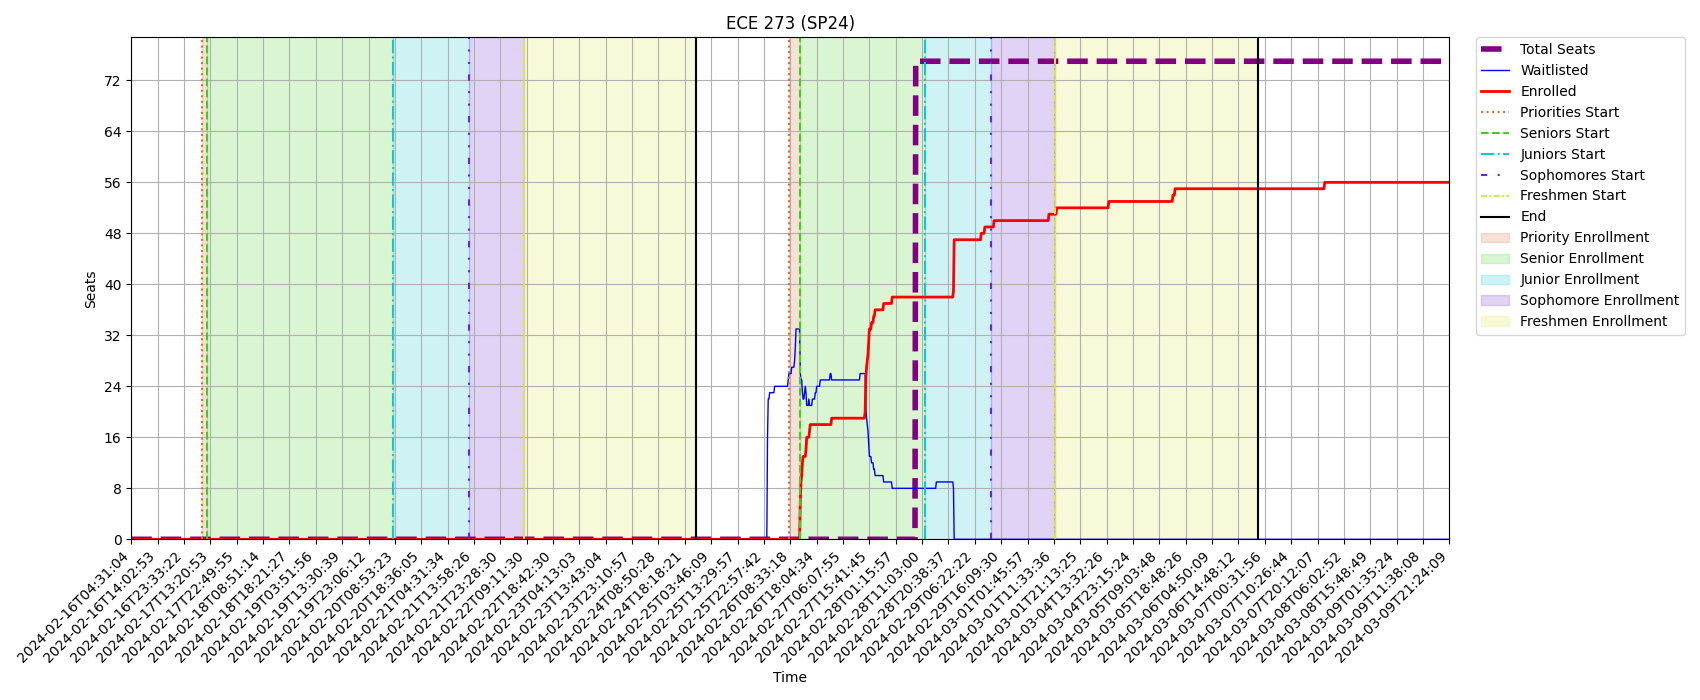 ECE 273 (SP24)
Total Seats
Waitlisted
Enrolled
Priorities Start
Seniors Start
Juniors Start
Sophomores Start
Freshmen Start
End
Priority Enrollment
Senior Enrollment
Junior Enrollment
Sophomore Enrollment
Freshmen Enrollment
Seats
72
64
56
48
40
32
24
16
8
0
2024-02-16T04:31:04
2024-02-16T14:02:53
2024-02-16T23:33:22
2024-02-17T13:20:53
2024-02-17T22:49:55
2024-02-18T08:51:14
2024-02-18T18:21:27
2024-02-19T03:51:56
2024-02-19T13:30:39
2024-02-19T23:06:12
2024-02-20T08:53:23
2024-02-20T18:36:05
2024-02-21T04:31:34
2024-02-21T13:58:26
2024-02-21T23:28:30
2024-02-22T09:11:30
2024-02-22T18:42:30
2024-02-23T04:13:03
2024-02-23T13:43:04
2024-02-23T23:10:57
2024-02-24T08:50:28
2024-02-24T18:18:21
2024-02-25T03:46:09
2024-02-25T13:29:57
2024-02-25T22:57:42
2024-02-26T08:33:18
2024-02-26T18:04:34
2024-02-27T06:07:55
2024-02-27T15:41:45
2024-02-28T01:15:57
2024-02-28T11:03:00
2024-02-28T20:38:37
2024-02-29T06:22:22
2024-02-29T16:09:30
2024-03-01T01:45:57
2024-03-01T11:33:36
2024-03-01T21:13:25
2024-03-04T13:32:26
2024-03-04T23:15:24
2024-03-05T09:03:48
2024-03-05T18:48:26
2024-03-06T04:50:09
2024-03-06T14:48:12
2024-03-07T00:31:56
2024-03-07T10:26:44
2024-03-07T20:12:07
2024-03-08T06:02:52
2024-03-08T15:48:49
2024-03-09T01:35:24
2024-03-09T11:38:08
2024-03-09T21:24:09
Time